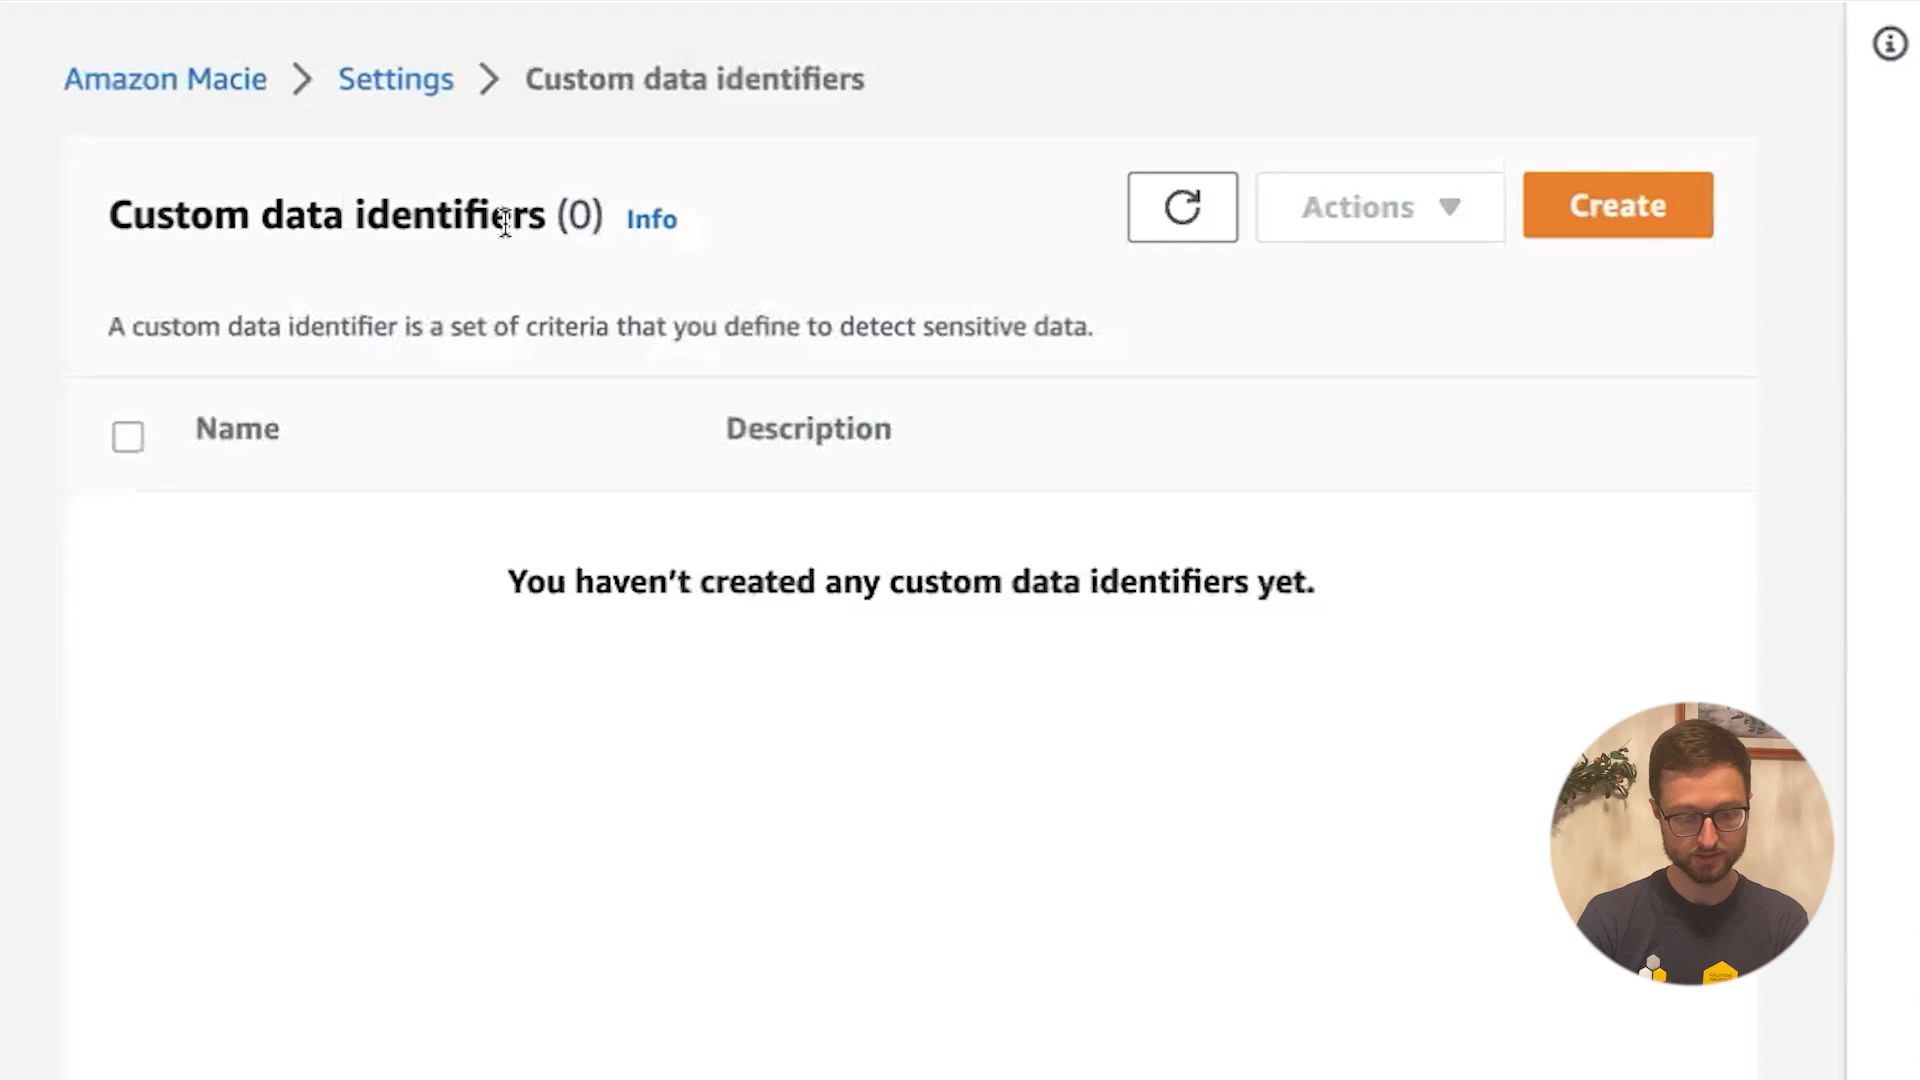 Amazon Macie > Settings > Custom data identifiers
Custom data identifiers (0) Info
Actions
Create
A custom data identifier is a set of criteria that you define to detect sensitive data.
Name Description
You haven't created any custom data identifiers yet.